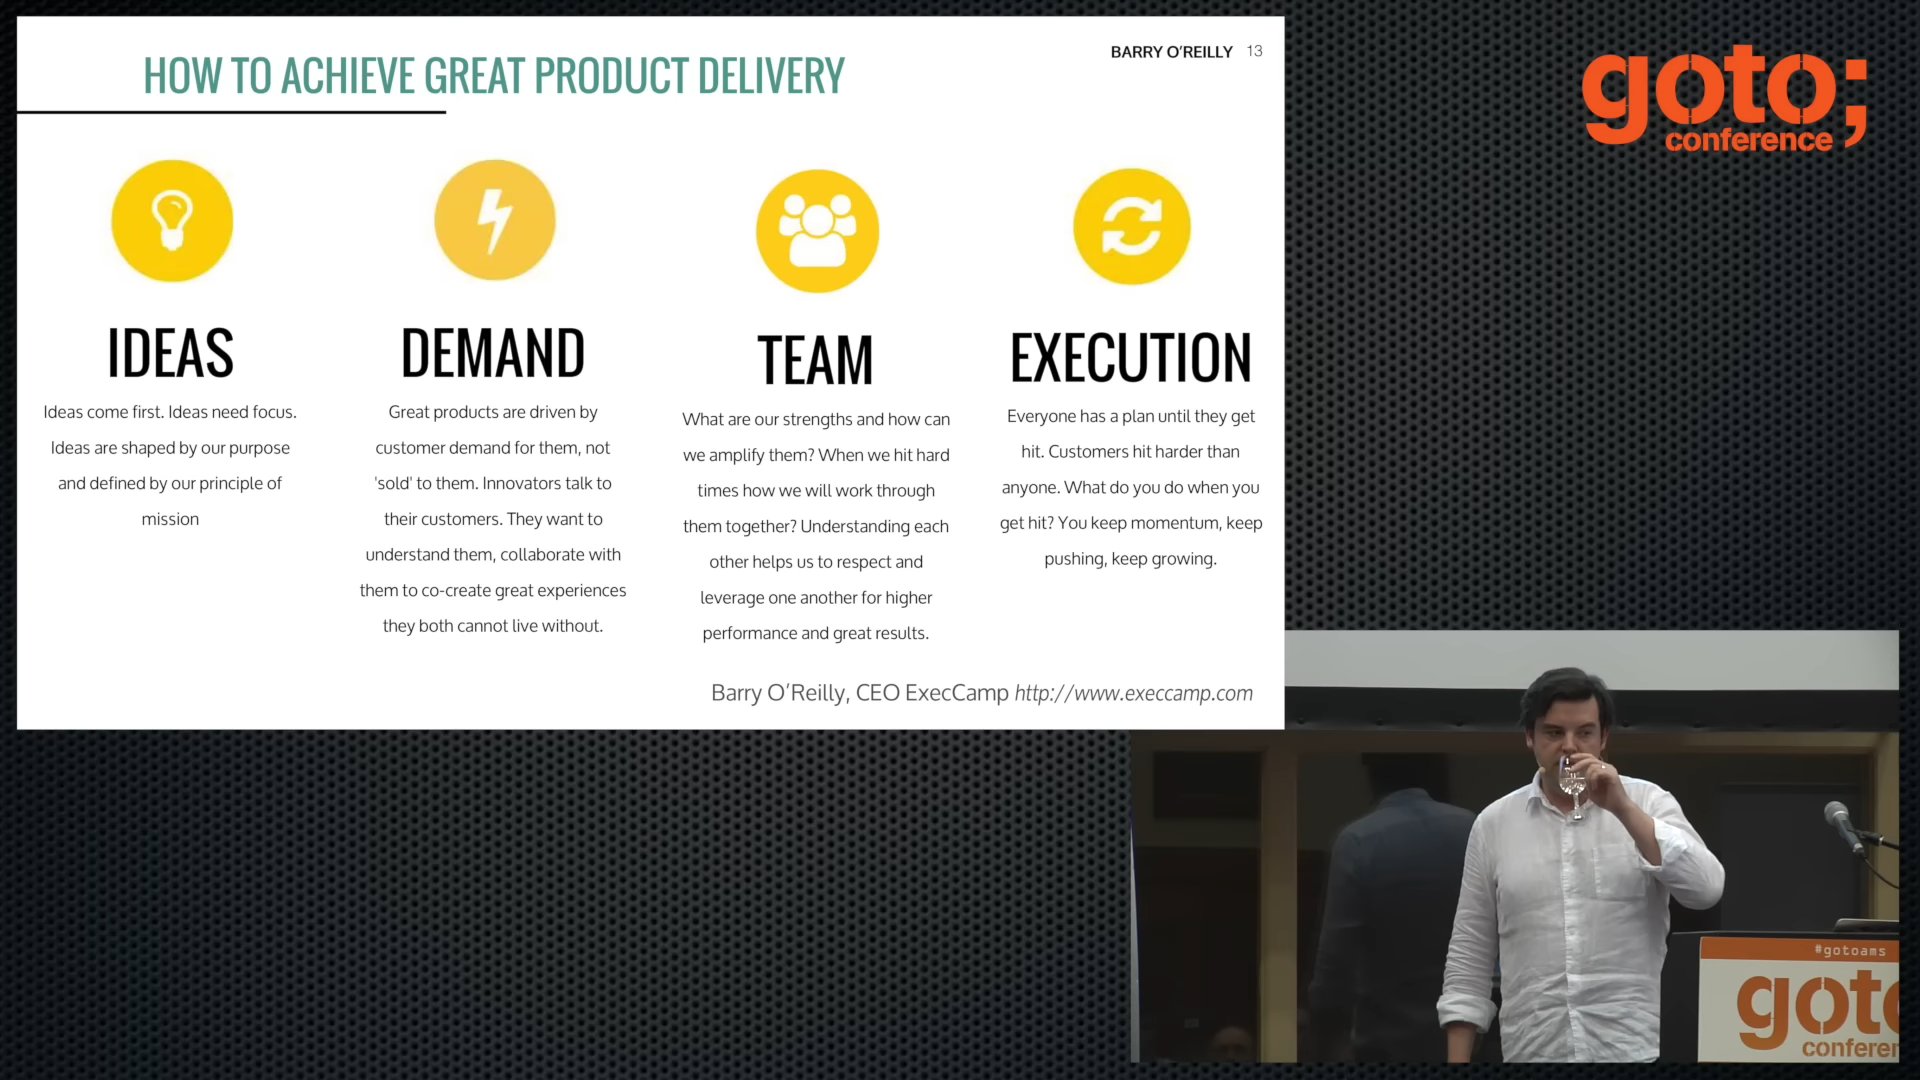 HOW TO ACHIEVE GREAT PRODUCT DELIVERY
BARRY O'REILLY 13
IDEAS
Ideas come first. Ideas need focus.
Ideas are shaped by our purpose
and defined by our principle of
mission
DEMAND
Great products are driven by
customer demand for them, not
'sold' to them. Innovators talk to
their customers. They want to
understand them, collaborate with
them to co-create great experiences
they both cannot live without.
TEAM
What are our strengths and how can
we amplify them? When we hit hard
times how we will work through
them together? Understanding each
other helps us to respect and
leverage one another for higher
performance and great results.
EXECUTION
Everyone has a plan until they get
hit. Customers hit harder than
anyone. What do you do when you
get hit? You keep momentum, keep
pushing, keep growing.
Barry O'Reilly, CEO ExecCamp http://www.execcamp.com
goto;
conference
#gotoams
goto
conferen